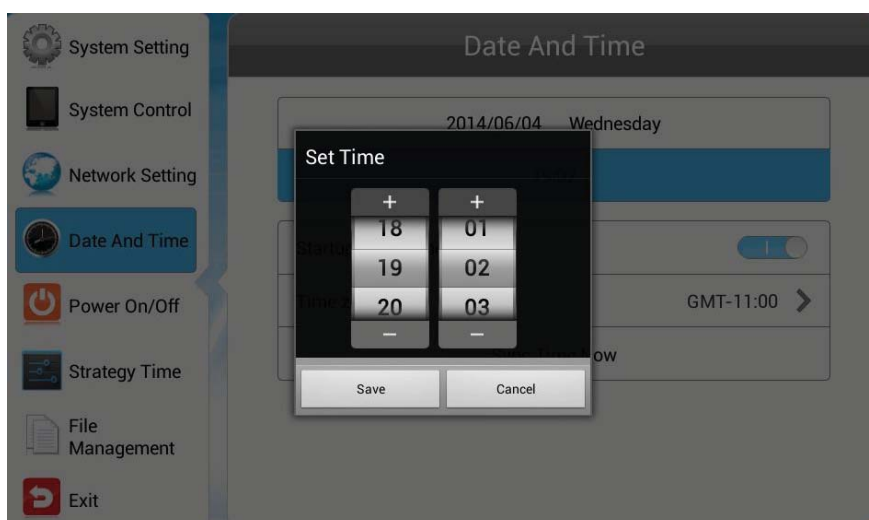 System Setting
System Control
Network Setting
Date And Time
Power On/Off
Strategy Time
File
Management
Exit
Date And Time
2014/06/04 Wednesday
Set Time
+ +
18 01
19 02
20 03
− −
GMT-11:00
Save Cancel